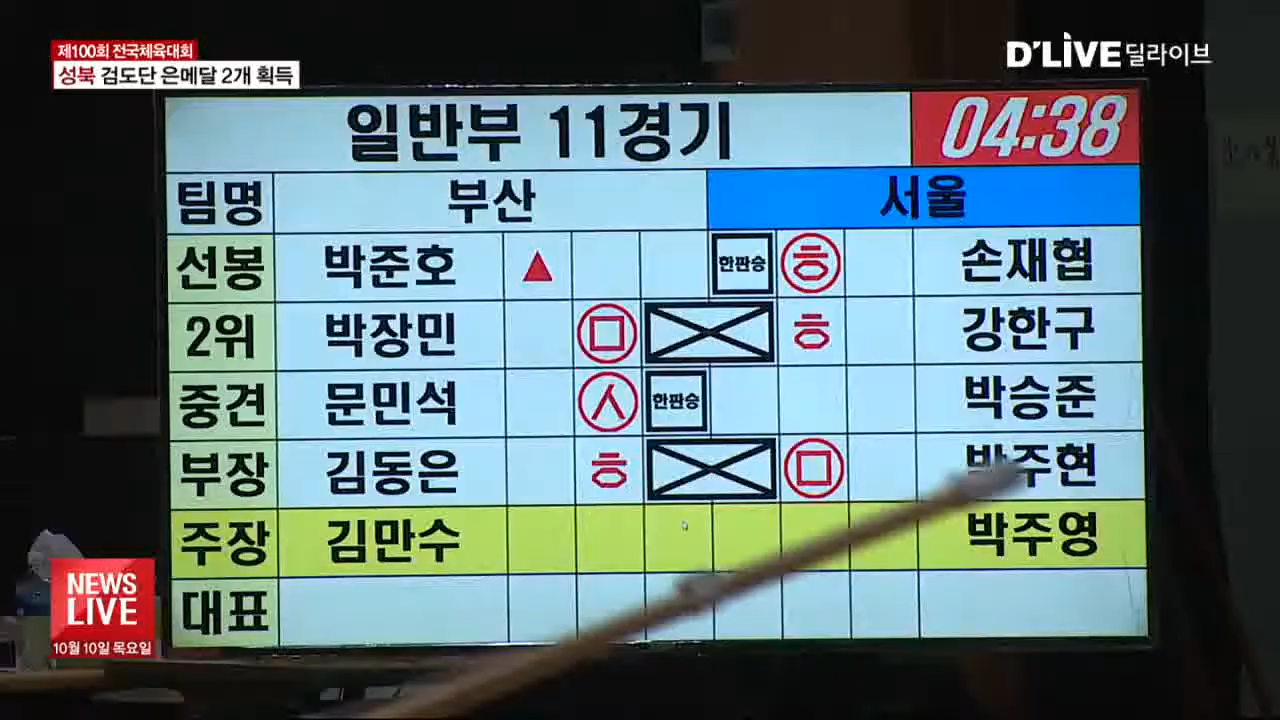 제100회 전국체육대회
성북 검도단 은메달 2개 획득
D'LIVE 딜라이브
일반부 11경기 04:38
팀명 부산 서울
선봉 박준호 한판승 ㅎ 손재협
2위 박장민 ㅁ ㅎ 강한구
중견 문민석 ㅅ 한판승 박승준
부장 김동은 ㅎ ㅁ 박주현
주장 김만수 박주영
대표
NEWS
LIVE
10월 10일 목요일